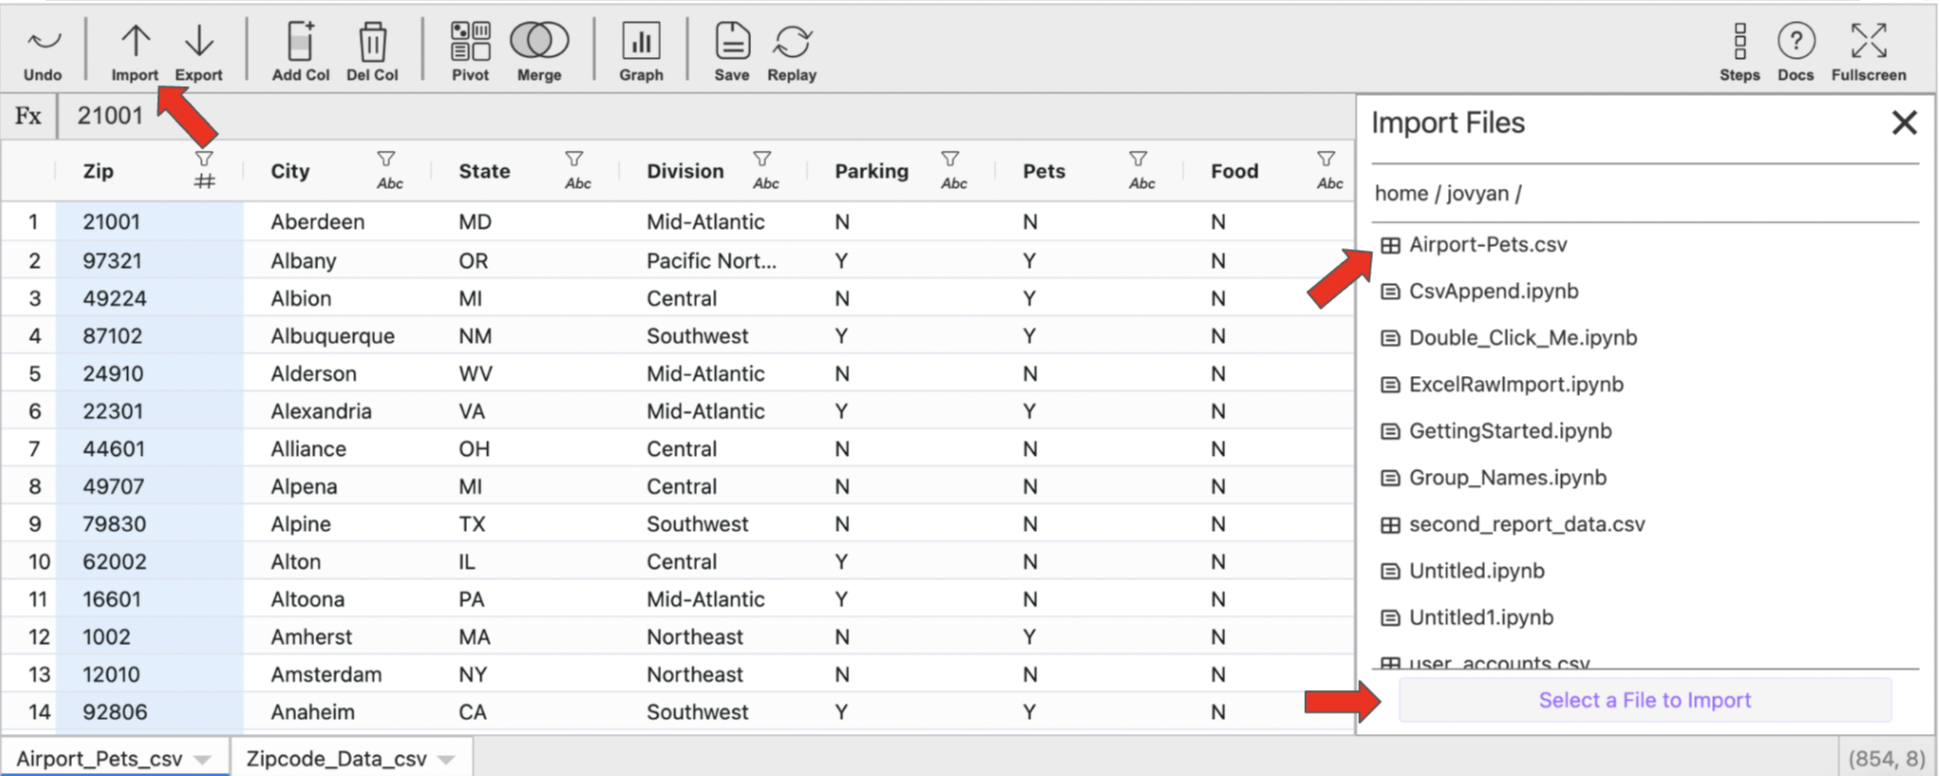 Undo Import Export Add Col Del Col Pivot Merge Graph Save Replay Steps Docs Fullscreen
Fx 21001
Zip # City Abc State Abc Division Abc Parking Abc Pets Abc Food Abc
1 21001 Aberdeen MD Mid-Atlantic N N N
2 97321 Albany OR Pacific Nort... Y Y N
3 49224 Albion MI Central N Y N
4 87102 Albuquerque NM Southwest Y Y N
5 24910 Alderson WV Mid-Atlantic N N N
6 22301 Alexandria VA Mid-Atlantic Y Y N
7 44601 Alliance OH Central N N N
8 49707 Alpena MI Central N N N
9 79830 Alpine TX Southwest N N N
10 62002 Alton IL Central Y N N
11 16601 Altoona PA Mid-Atlantic Y N N
12 1002 Amherst MA Northeast N Y N
13 12010 Amsterdam NY Northeast N N N
14 92806 Anaheim CA Southwest Y Y N
Import Files
home / jovyan /
Airport-Pets.csv
CsvAppend.ipynb
Double_Click_Me.ipynb
ExcelRawImport.ipynb
GettingStarted.ipynb
Group_Names.ipynb
second_report_data.csv
Untitled.ipynb
Untitled1.ipynb
user_accounts.csv
Select a File to Import
Airport_Pets_csv Zipcode_Data_csv (854, 8)